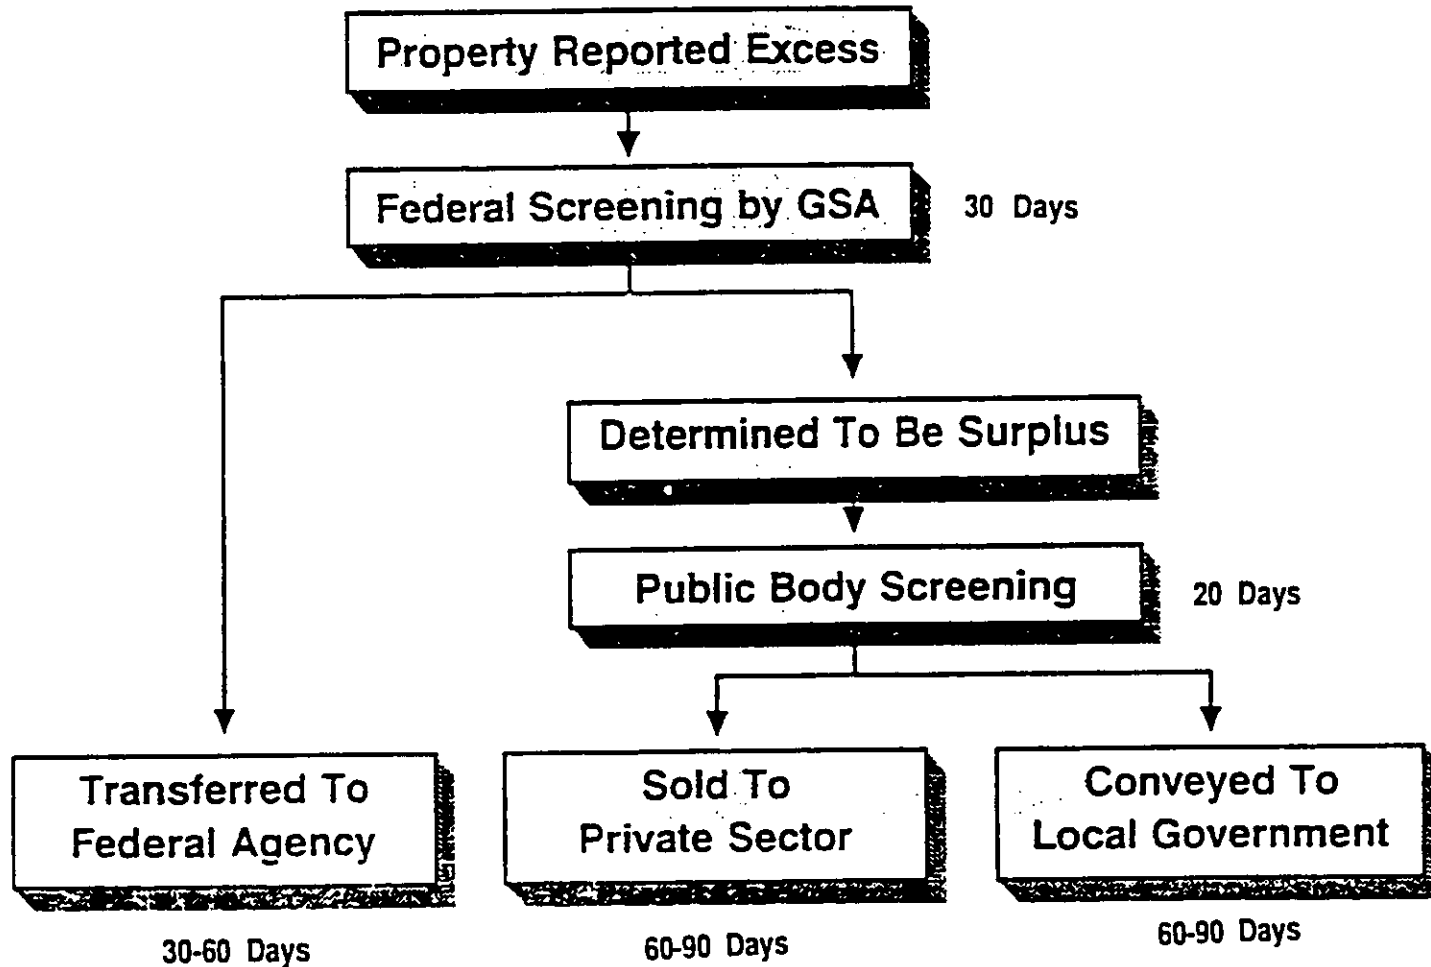 Property Reported Excess
Federal Screening by GSA
30 Days
Determined To Be Surplus
Public Body Screening
20 Days
Transferred To
Federal Agency
30-60 Days
Sold To
Private Sector
60-90 Days
Conveyed To
Local Government
60-90 Days